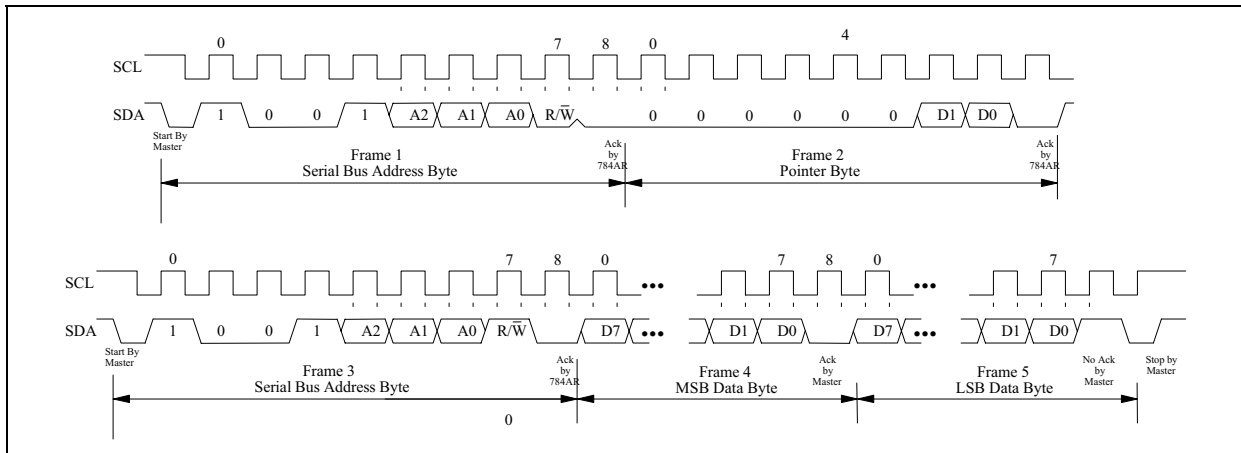 0 7 8 0 4
SCL
SDA 1 0 0 1 A2 A1 A0 R/W̅ 0 0 0 0 0 0 D1 D0
Start By
Master
Ack
by
784AR
Ack
by
784AR
Frame 1
Serial Bus Address Byte
Frame 2
Pointer Byte
0 7 8 0 7 8 0 7
SCL ••• •••
SDA 1 0 0 1 A2 A1 A0 R/W̅ D7 ••• D1 D0 D7 ••• D1 D0
Start By
Master
Ack
by
784AR
Ack
by
Master
No Ack
by
Master
Stop by
Master
Frame 3
Serial Bus Address Byte
Frame 4
MSB Data Byte
Frame 5
LSB Data Byte
0